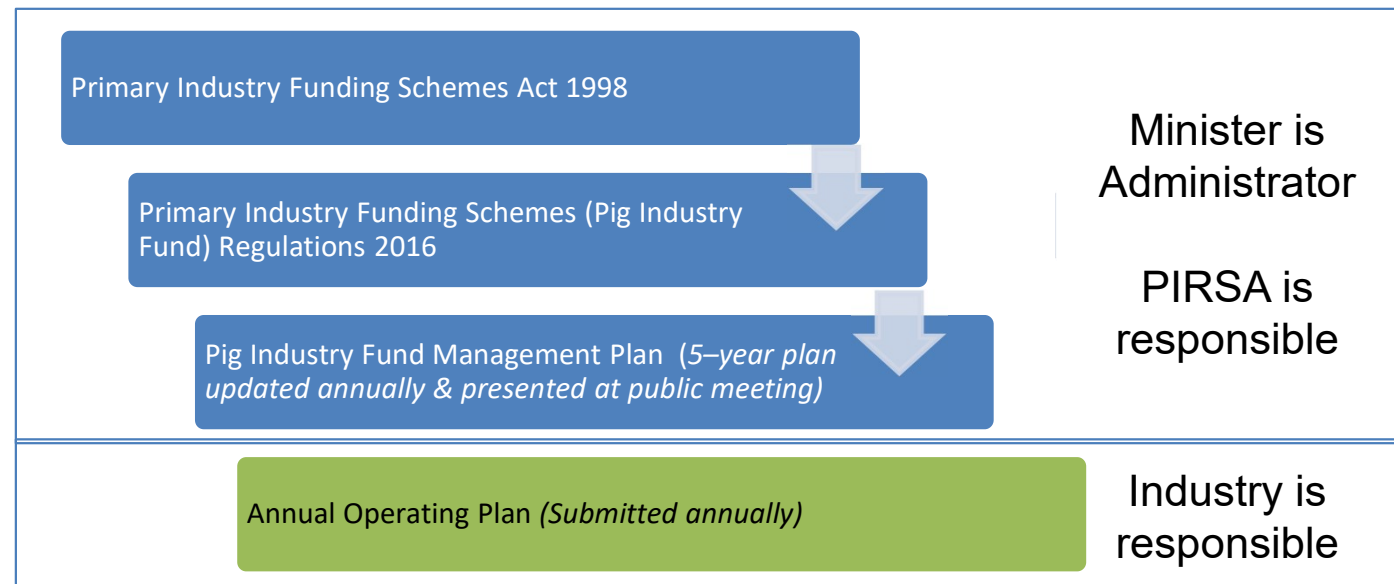 Primary Industry Funding Schemes Act 1998
Minister is
Administrator
Primary Industry Funding Schemes (Pig Industry
Fund) Regulations 2016
PIRSA is
responsible
Pig Industry Fund Management Plan (5–year plan
updated annually & presented at public meeting)
Annual Operating Plan (Submitted annually)
Industry is
responsible